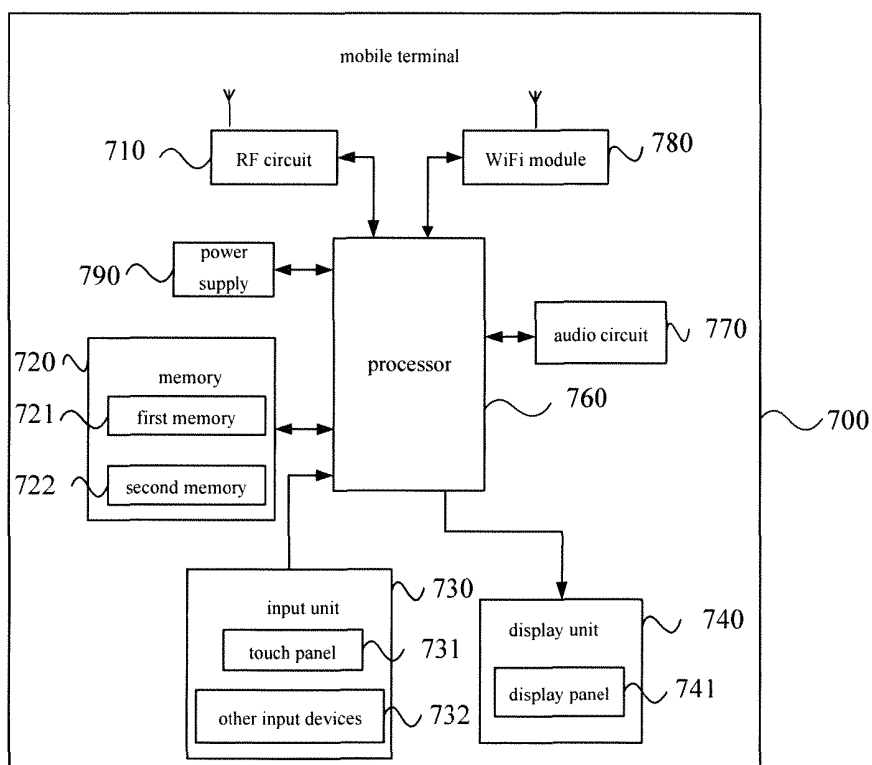 mobile terminal
710
RF circuit
WiFi module
780
790
power
supply
processor
audio circuit
770
720
memory
721
first memory
760
700
722
second memory
730
input unit
touch panel
731
other input devices
732
display unit
740
display panel
741